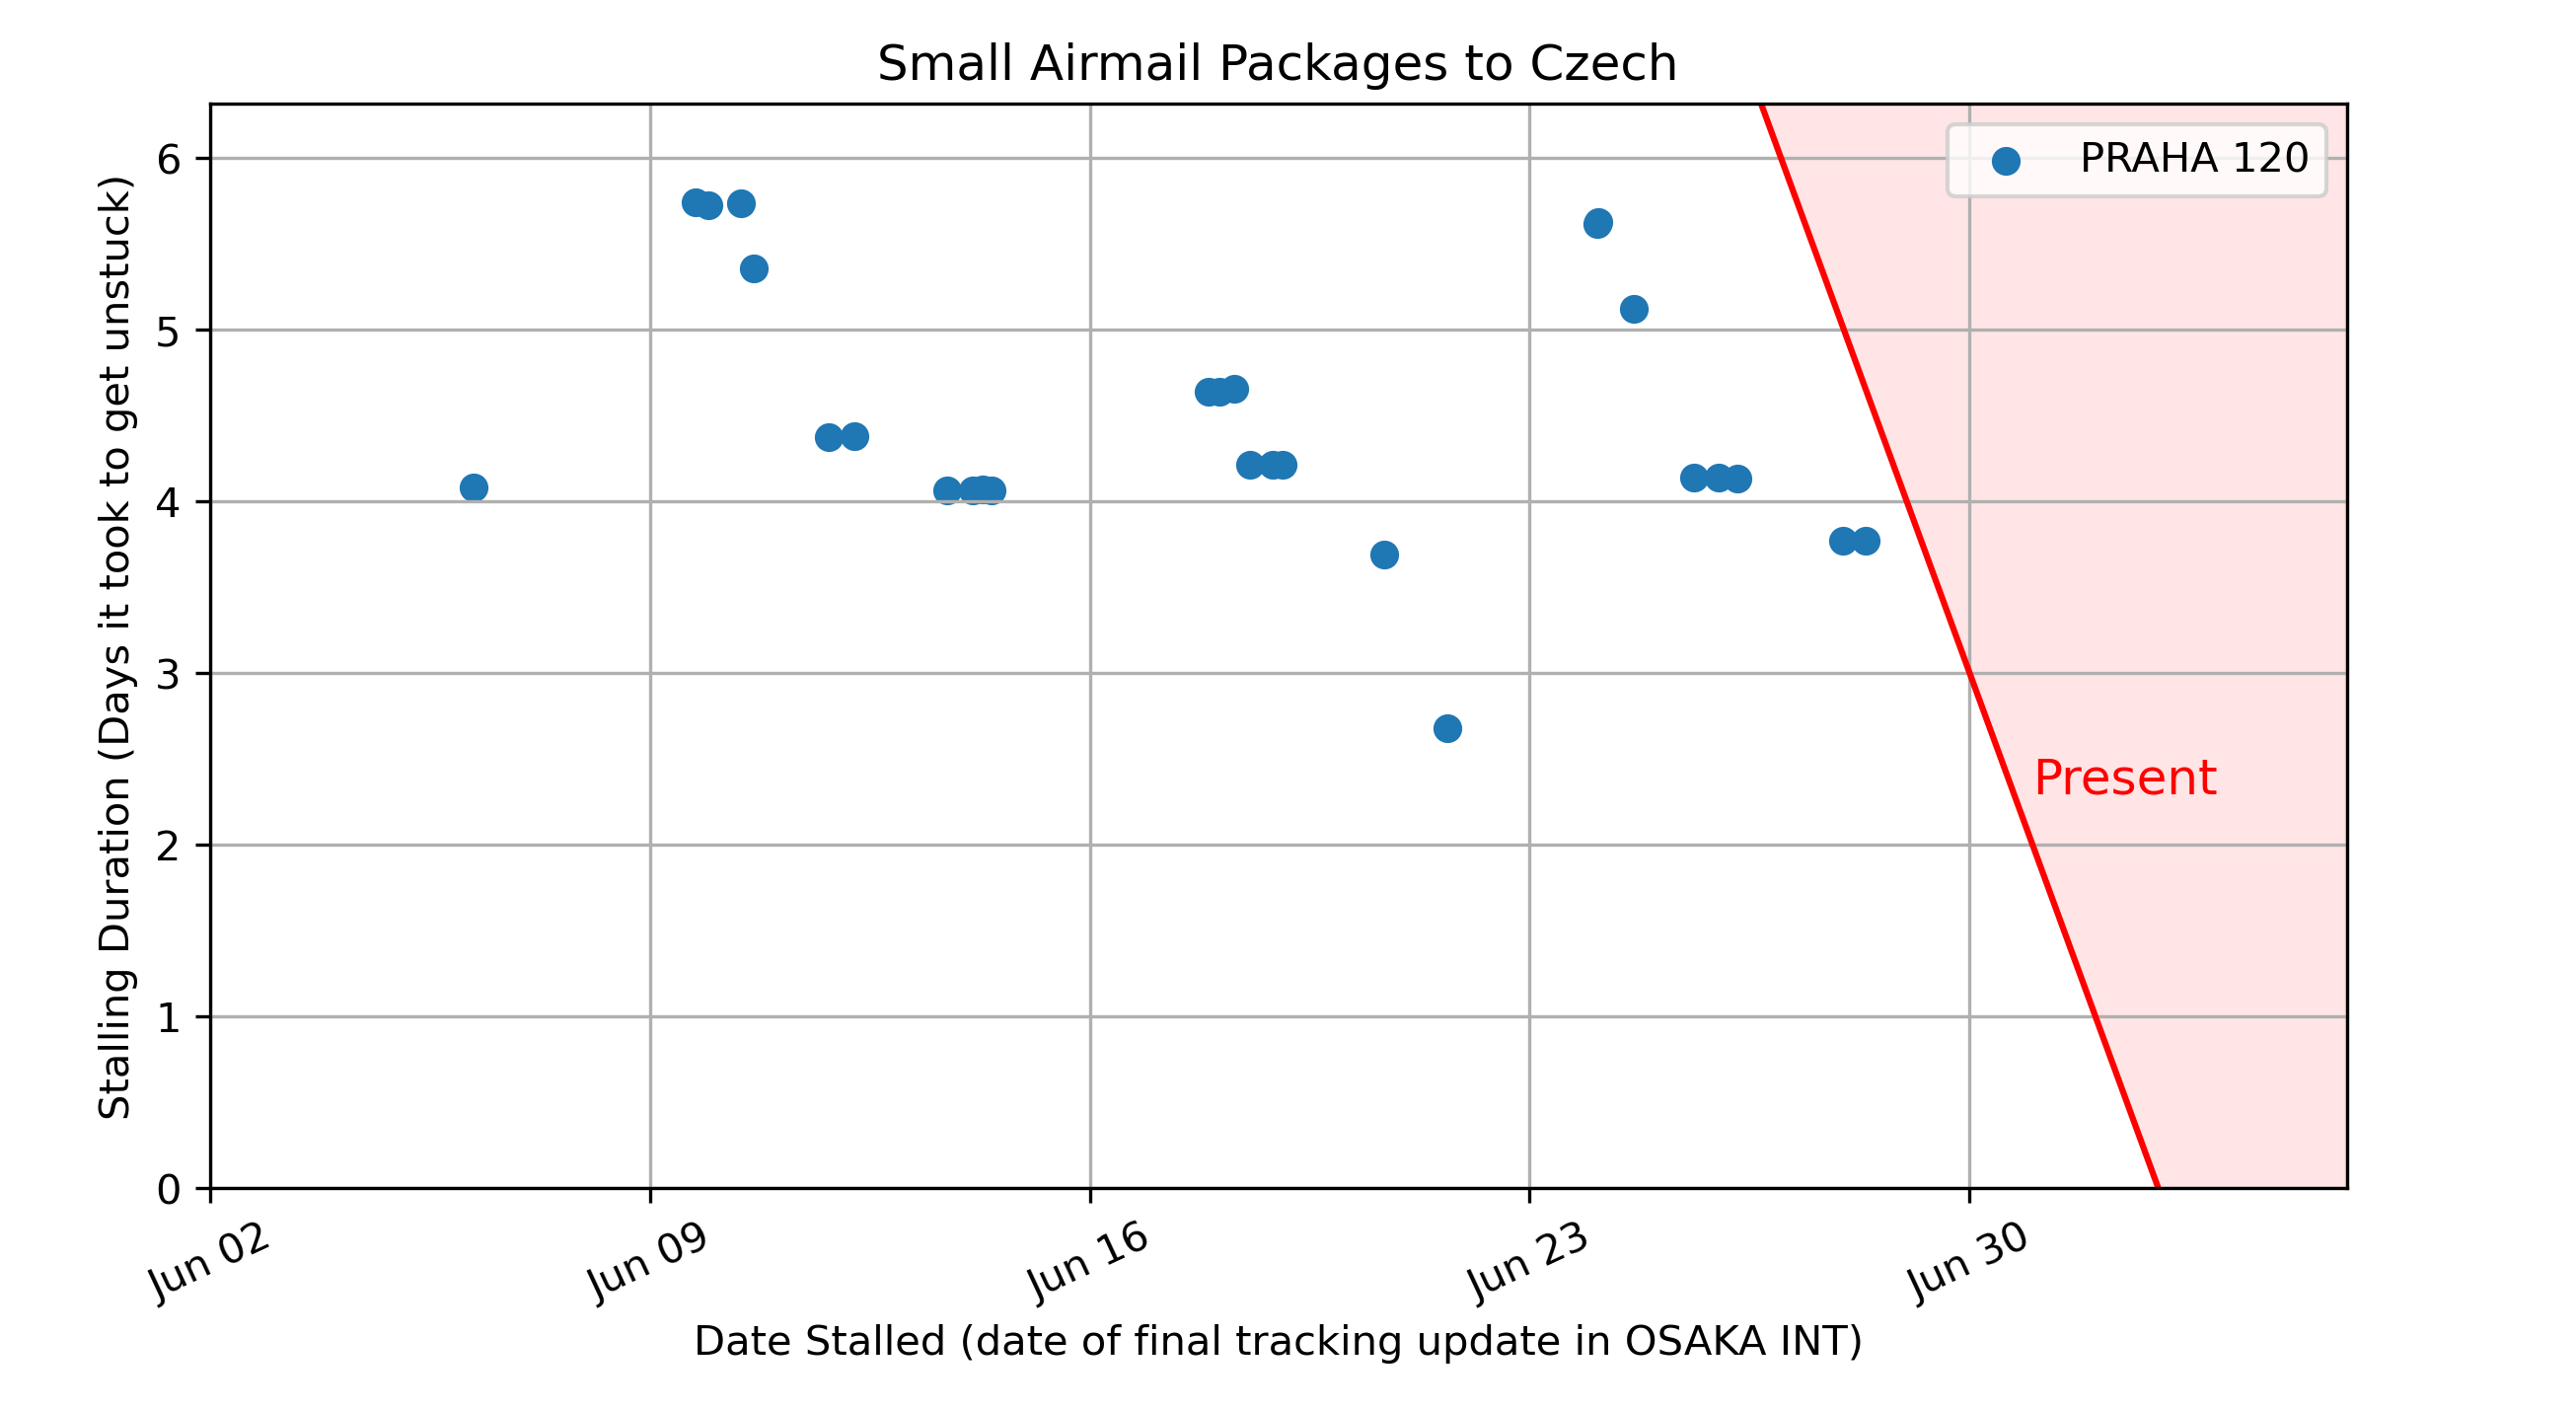 Small Airmail Packages to Czech
PRAHA 120
Stalling Duration (Days it took to get unstuck)
6
5
4
3
2
1
0
Present
Jun 02
Jun 09
Jun 16
Jun 23
Jun 30
Date Stalled (date of final tracking update in OSAKA INT)